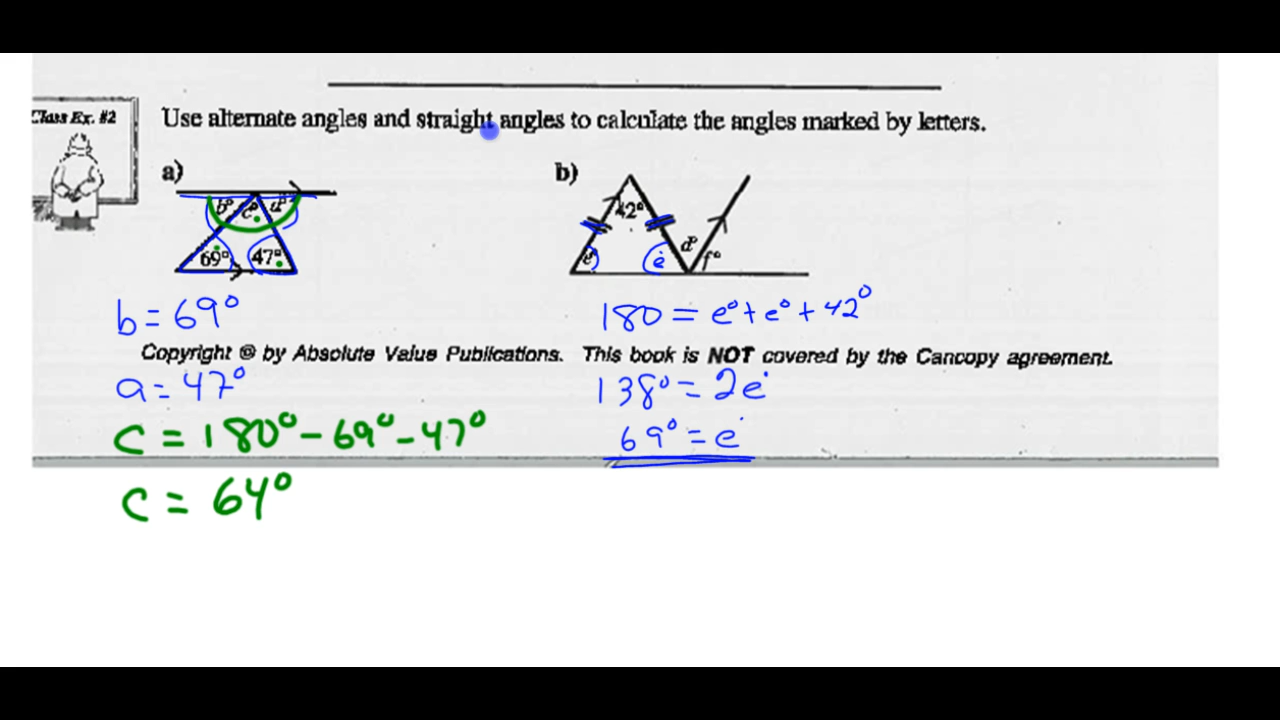 Class Ex. #2
Use alternate angles and straight angles to calculate the angles marked by letters.
a)
b° c° a°
69° 47°
b)
42°
e° e d° f°
b = 69°
180 = e° + e° + 42°
Copyright © by Absolute Value Publications. This book is NOT covered by the Cancopy agreement.
a = 47°
138° = 2e
c = 180° - 69° - 47°
69° = e
c = 64°